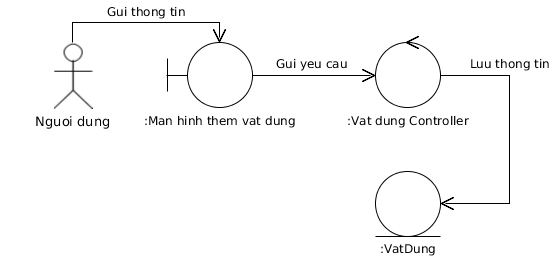 Gui thong tin
Gui yeu cau
Luu thong tin
Nguoi dung
:Man hinh them vat dung
:Vat dung Controller
:VatDung